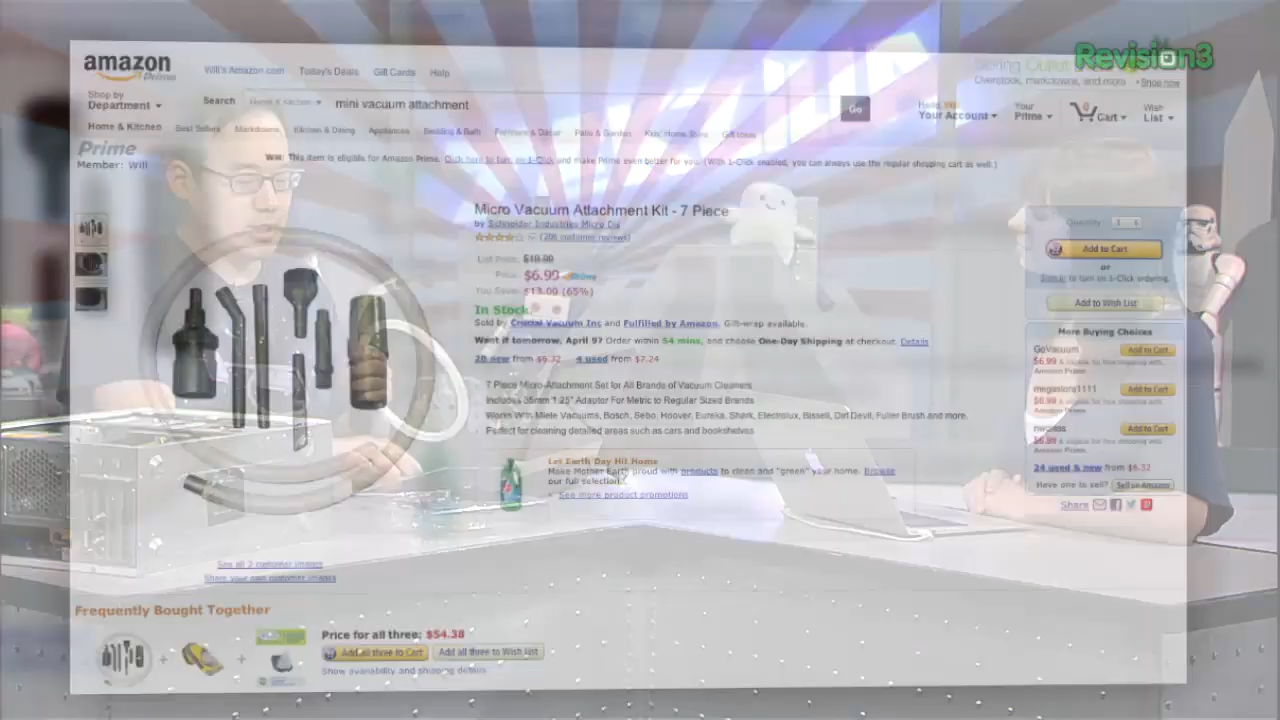 Revision3
amazon
Prime
Will's Amazon.com Today's Deals Gift Cards Help
Overstock, markdowns, and more Shop now
Shop by
Department
Search Home & Kitchen mini vacuum attachment Go
Hello, Will
Your Account
Your
Prime
Cart
Wish
List
Home & Kitchen Best Sellers Markdowns Kitchen & Dining Appliances Bedding & Bath Furniture & Décor Patio & Garden Kids' Home Store Gift Ideas
Prime
Member: Will
Will: This item is eligible for Amazon Prime. Click here to turn on 1-Click and make Prime even better for you. (With 1-Click enabled, you can always use the regular shopping cart as well.)
Micro Vacuum Attachment Kit - 7 Piece
by Schneider Industries Micro Da
(206 customer reviews)
List Price: $19.99
Price: $6.99
You Save: $13.00 (65%)
In Stock.
Sold by Crucial Vacuum Inc and Fulfilled by Amazon. Gift-wrap available.
Want it tomorrow, April 9? Order within 54 mins, and choose One-Day Shipping at checkout. Details
20 new from $6.32 4 used from $7.24
7 Piece Micro-Attachment Set for All Brands of Vacuum Cleaners
Includes 35mm 1.25" Adaptor For Metric to Regular Sized Brands
Works With Miele Vacuums, Bosch, Sebo, Hoover, Eureka, Shark, Electrolux, Bissell, Dirt Devil, Fuller Brush and more.
Perfect for cleaning detailed areas such as cars and bookshelves
Let Earth Day Hit Home
Make Mother Earth proud with products to clean and "green" your home. Browse
our full selection.
See more product promotions
Quantity: 1
Add to Cart
or
Sign in to turn on 1-Click ordering.
Add to Wish List
More Buying Choices
GoVacuum Add to Cart
$6.99 & eligible for free shipping with
Amazon Prime.
megastore1111 Add to Cart
$6.99 & eligible for free shipping with
Amazon Prime.
Add to Cart
$6.99 & eligible for free shipping with
Amazon Prime.
24 used & new from $6.32
Have one to sell? Sell on Amazon
Share
See all 2 customer images
Share your own customer images
Frequently Bought Together
Price for all three: $54.38
Add all three to Cart Add all three to Wish List
Show availability and shipping details